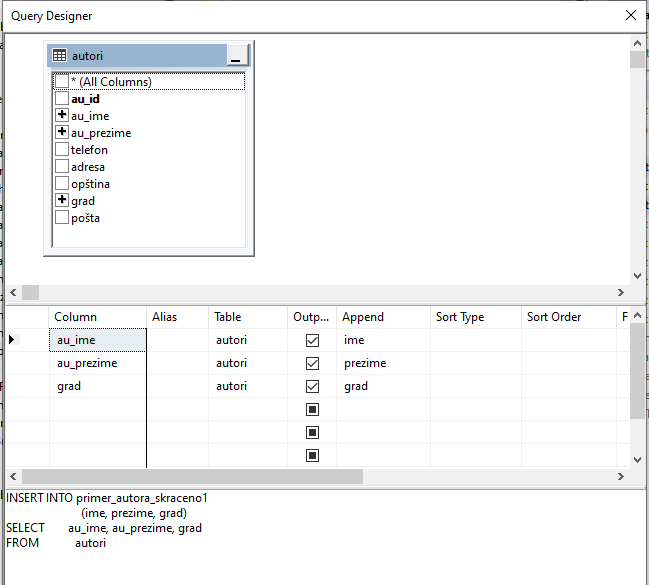 Query Designer
autori
* (All Columns)
au_id
au_ime
au_prezime
telefon
adresa
opština
grad
pošta
Column Alias Table Outp... Append Sort Type Sort Order F
au_ime autori ime
au_prezime autori prezime
grad autori grad
INSERT INTO primer_autora_skraceno1
(ime, prezime, grad)
SELECT au_ime, au_prezime, grad
FROM autori